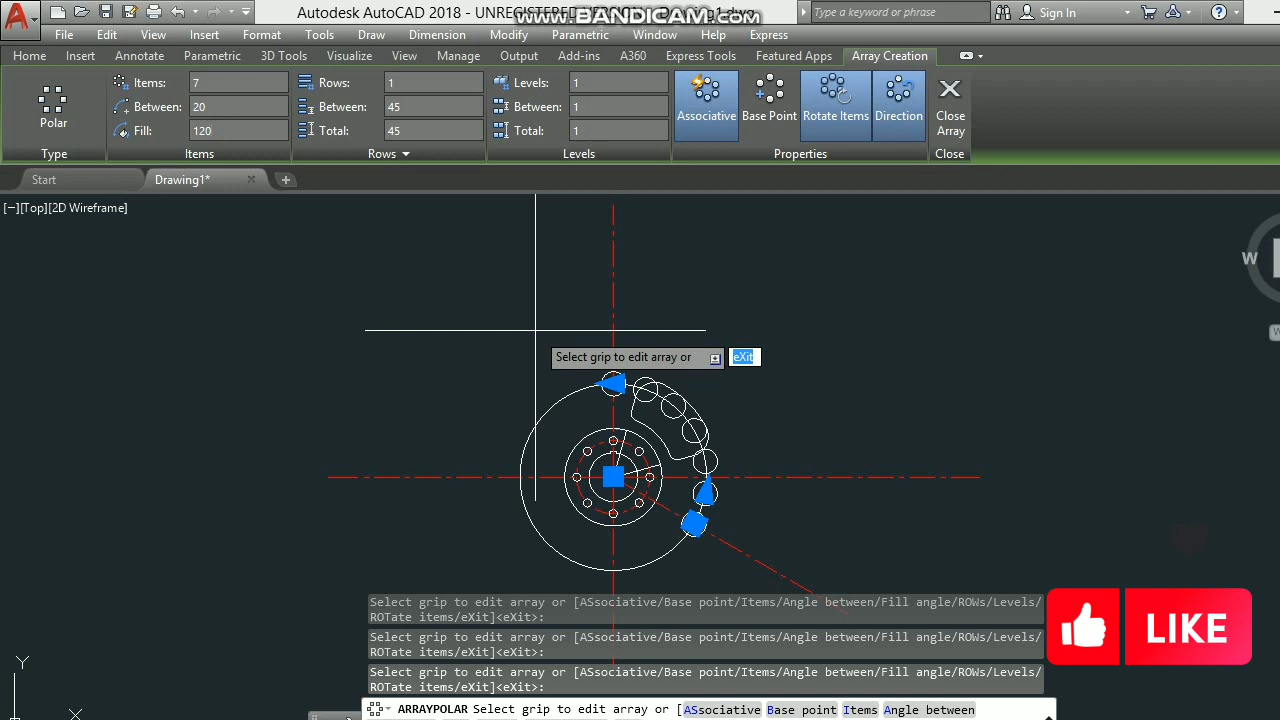 Autodesk AutoCAD 2018 - UNREGISTERED VERSION Drawing1.dwg
www.BANDICAM.com
Type a keyword or phrase
Sign In
File Edit View Insert Format Tools Draw Dimension Modify Parametric Window Help Express
Home Insert Annotate Parametric 3D Tools Visualize View Manage Output Add-ins A360 Express Tools Featured Apps Array Creation
Polar
Type
Items: 7
Between: 20
Fill: 120
Items
Rows: 1
Between: 45
Total: 45
Rows
Levels: 1
Between: 1
Total: 1
Levels
Associative
Base Point
Rotate Items
Direction
Properties
Close
Array
Close
Start
Drawing1*
[−][Top][2D Wireframe]
W
W
Select grip to edit array or
eXit
Select grip to edit array or [ASsociative/Base point/Items/Angle between/Fill angle/ROWs/Levels/
ROTate items/eXit]<eXit>:
Select grip to edit array or [ASsociative/Base point/Items/Angle between/Fill angle/ROWs/Levels/
ROTate items/eXit]<eXit>:
Select grip to edit array or [ASsociative/Base point/Items/Angle between/Fill angle/ROWs/Levels/
ROTate items/eXit]<eXit>:
ARRAYPOLAR Select grip to edit array or [ASsociative Base point Items Angle between
LIKE
Y
X